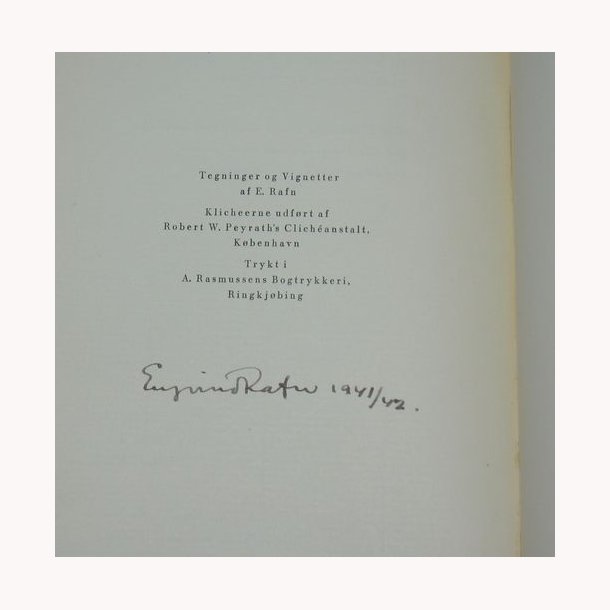 Tegninger og Vignetter
af E. Rafn
Klicheerne udført af
Robert W. Peyrath's Clichéanstalt,
København
Trykt i
A. Rasmussens Bogtrykkeri,
Ringkjøbing
Eyvind Rafn 1941/42.